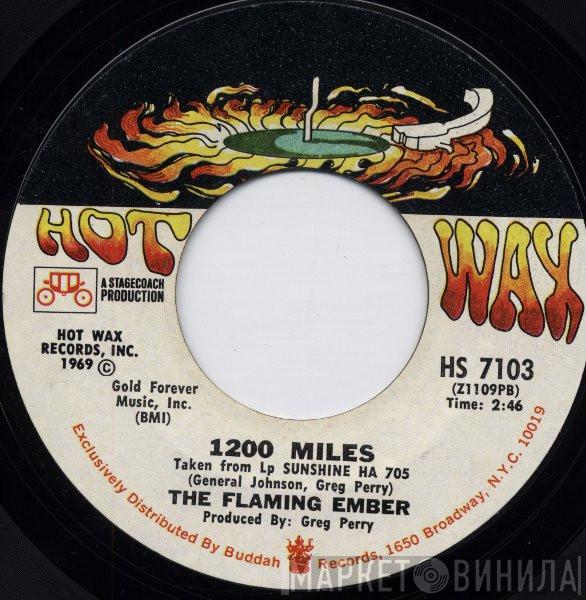 HOT WAX
A STAGECOACH
PRODUCTION
HOT WAX
RECORDS, INC.
1969 ©
Gold Forever
Music, Inc.
(BMI)
HS 7103
(Z1109PB)
Time: 2:46
1200 MILES
Taken from Lp SUNSHINE HA 705
(General Johnson, Greg Perry)
THE FLAMING EMBER
Produced By: Greg Perry
Exclusively Distributed By Buddah Records, 1650 Broadway, N.Y.C. 10019
МАРКЕТ ВИНИЛА